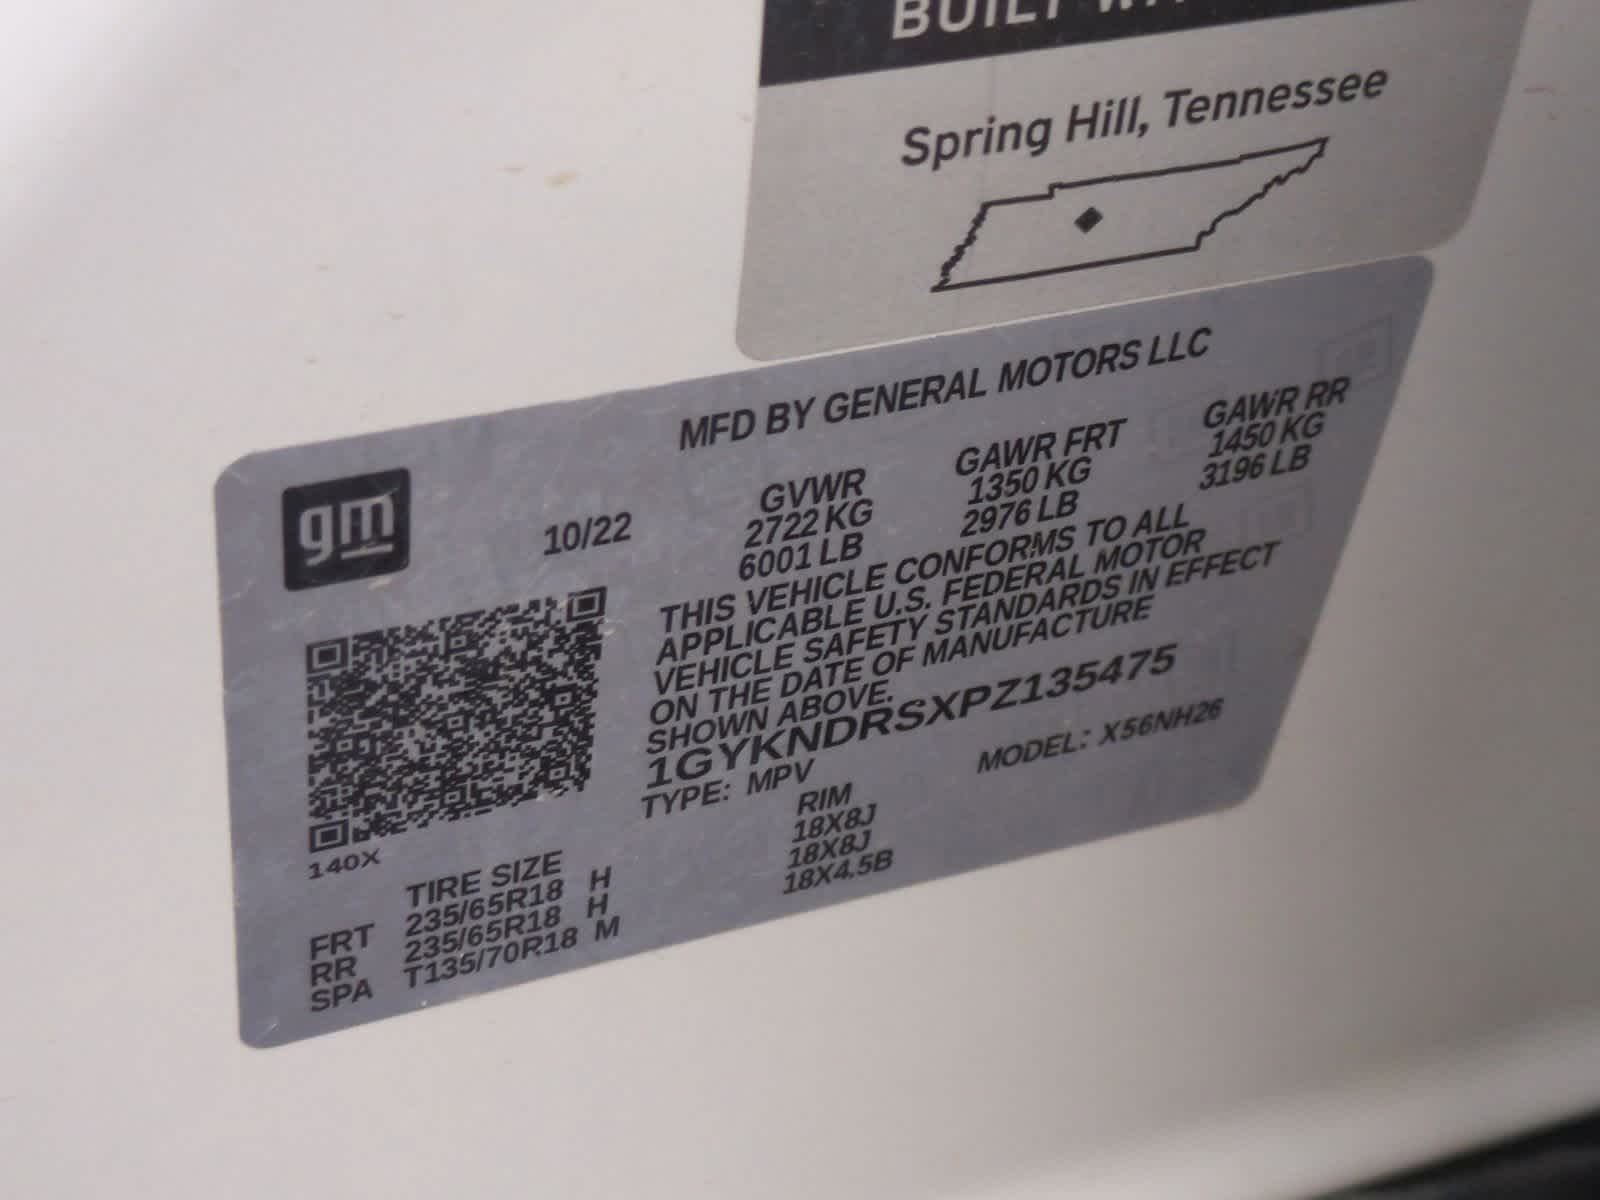 BUILT
Spring Hill, Tennessee
MFD BY GENERAL MOTORS LLC
gm
10/22
GVWR
2722 KG
6001 LB
GAWR FRT
1350 KG
2976 LB
GAWR RR
1450 KG
3196 LB
THIS VEHICLE CONFORMS TO ALL
APPLICABLE U.S. FEDERAL MOTOR
VEHICLE SAFETY STANDARDS IN EFFECT
ON THE DATE OF MANUFACTURE
SHOWN ABOVE.
1GYKNDRSXPZ135475
TYPE: MPV
MODEL: X56NH26
140X
TIRE SIZE RIM
FRT 235/65R18 H 18X8J
RR 235/65R18 H 18X8J
SPA T135/70R18 M 18X4.5B